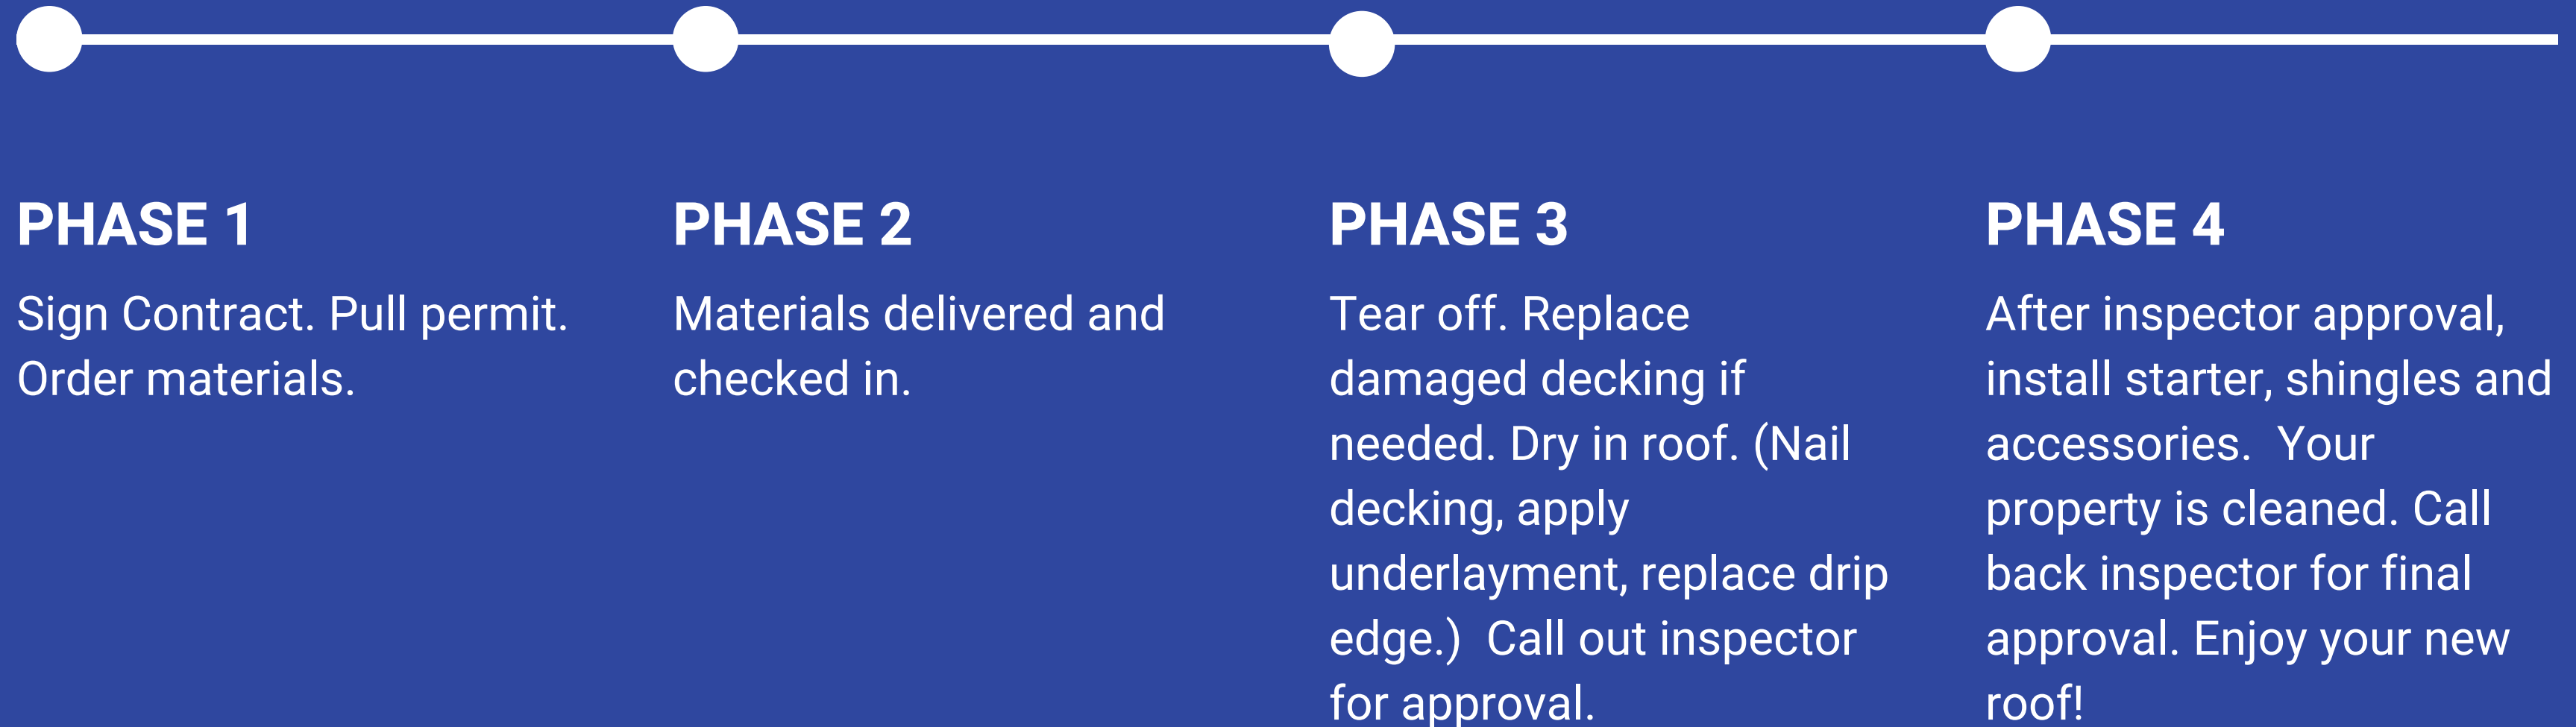 PHASE 1
Sign Contract. Pull permit.
Order materials.
PHASE 2
Materials delivered and
checked in.
PHASE 3
Tear off. Replace
damaged decking if
needed. Dry in roof. (Nail
decking, apply
underlayment, replace drip
edge.)  Call out inspector
for approval.
PHASE 4
After inspector approval,
install starter, shingles and
accessories.  Your
property is cleaned. Call
back inspector for final
approval. Enjoy your new
roof!